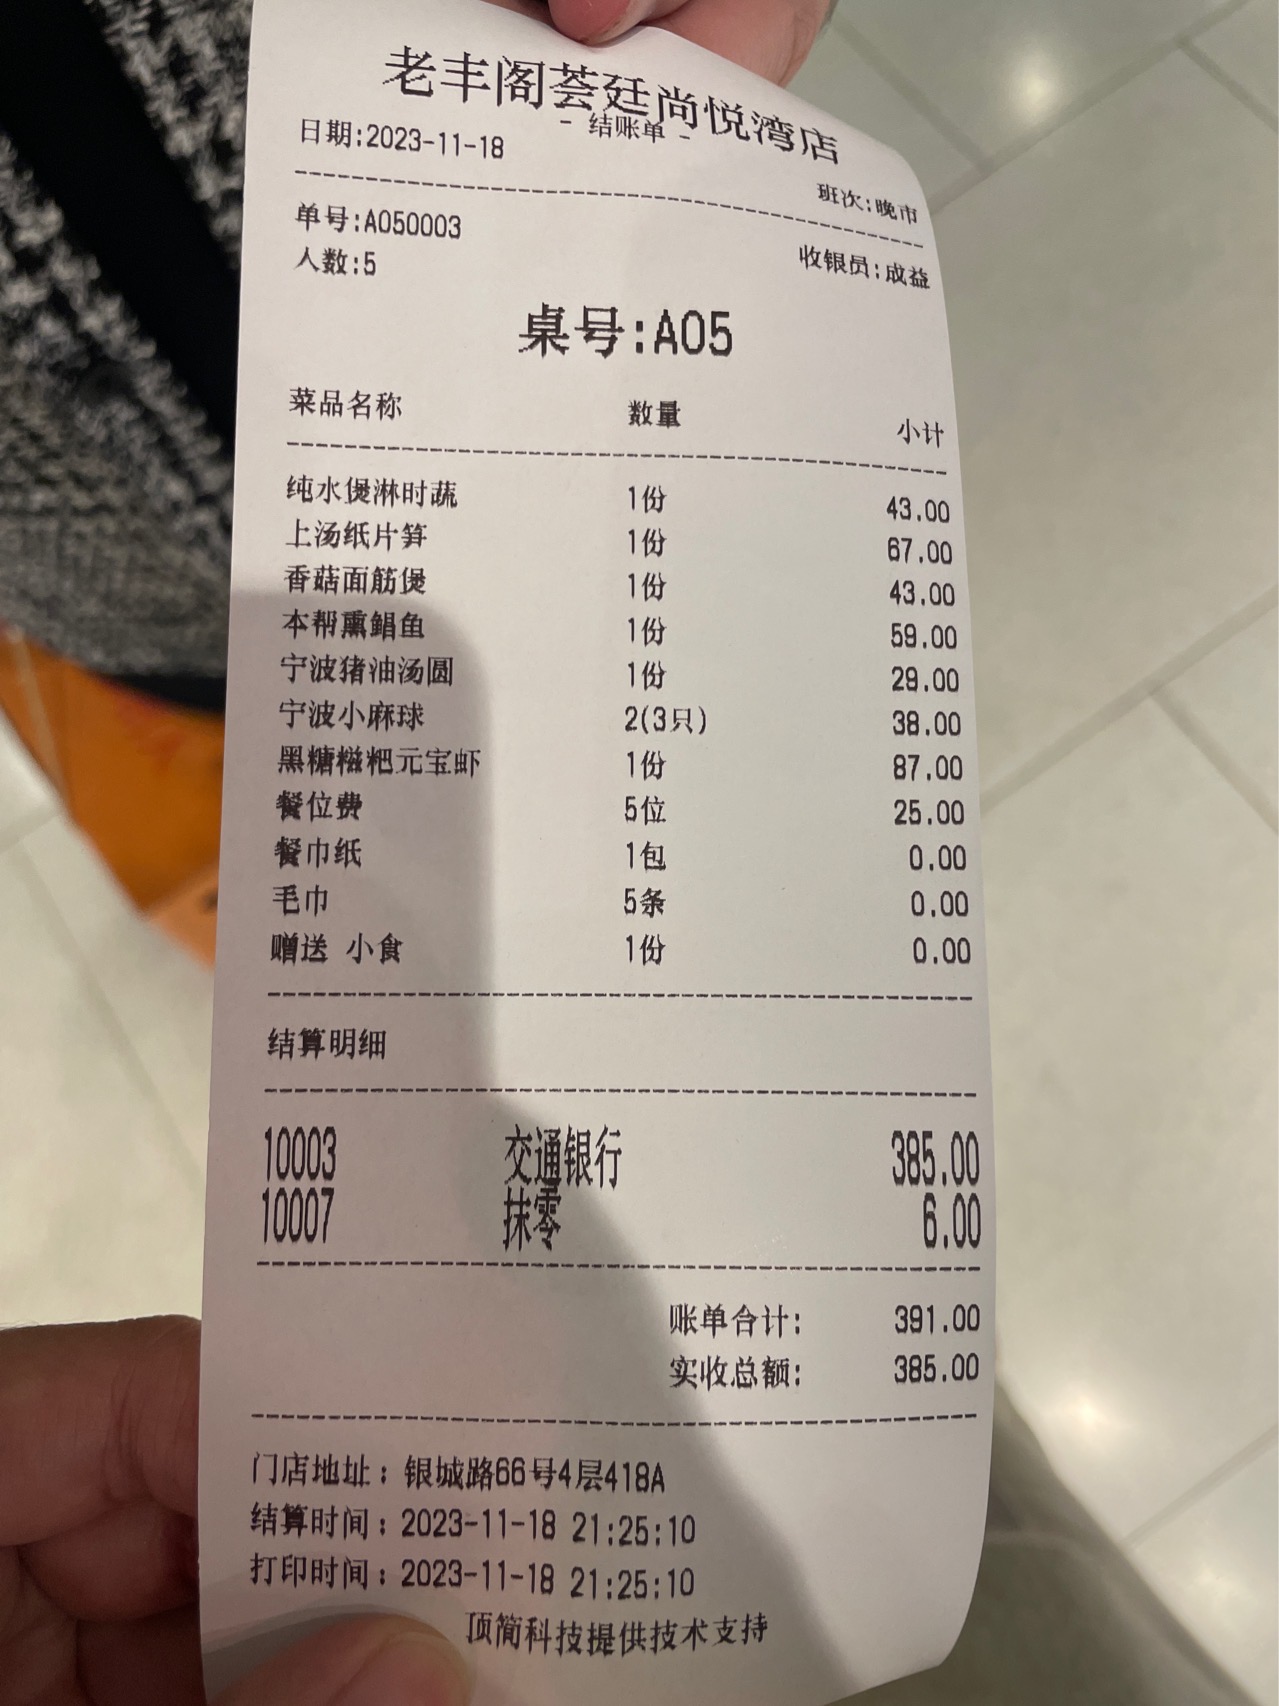 老丰阁荟廷尚悦湾店
- 结账单 -
日期:2023-11-18
班次:晚市
单号:A050003
收银员:成益
人数:5
桌号:A05
菜品名称 数量 小计
纯水煲淋时蔬 1份 43.00
上汤纸片笋 1份 67.00
香菇面筋煲 1份 43.00
本帮熏鲳鱼 1份 59.00
宁波猪油汤圆 1份 29.00
宁波小麻球 2(3只) 38.00
黑糖糍粑元宝虾 1份 87.00
餐位费 5位 25.00
餐巾纸 1包 0.00
毛巾 5条 0.00
赠送 小食 1份 0.00
结算明细
10003 交通银行 385.00
10007 抹零 6.00
账单合计: 391.00
实收总额: 385.00
门店地址：银城路66号4层418A
结算时间：2023-11-18 21:25:10
打印时间：2023-11-18 21:25:10
顶简科技提供技术支持